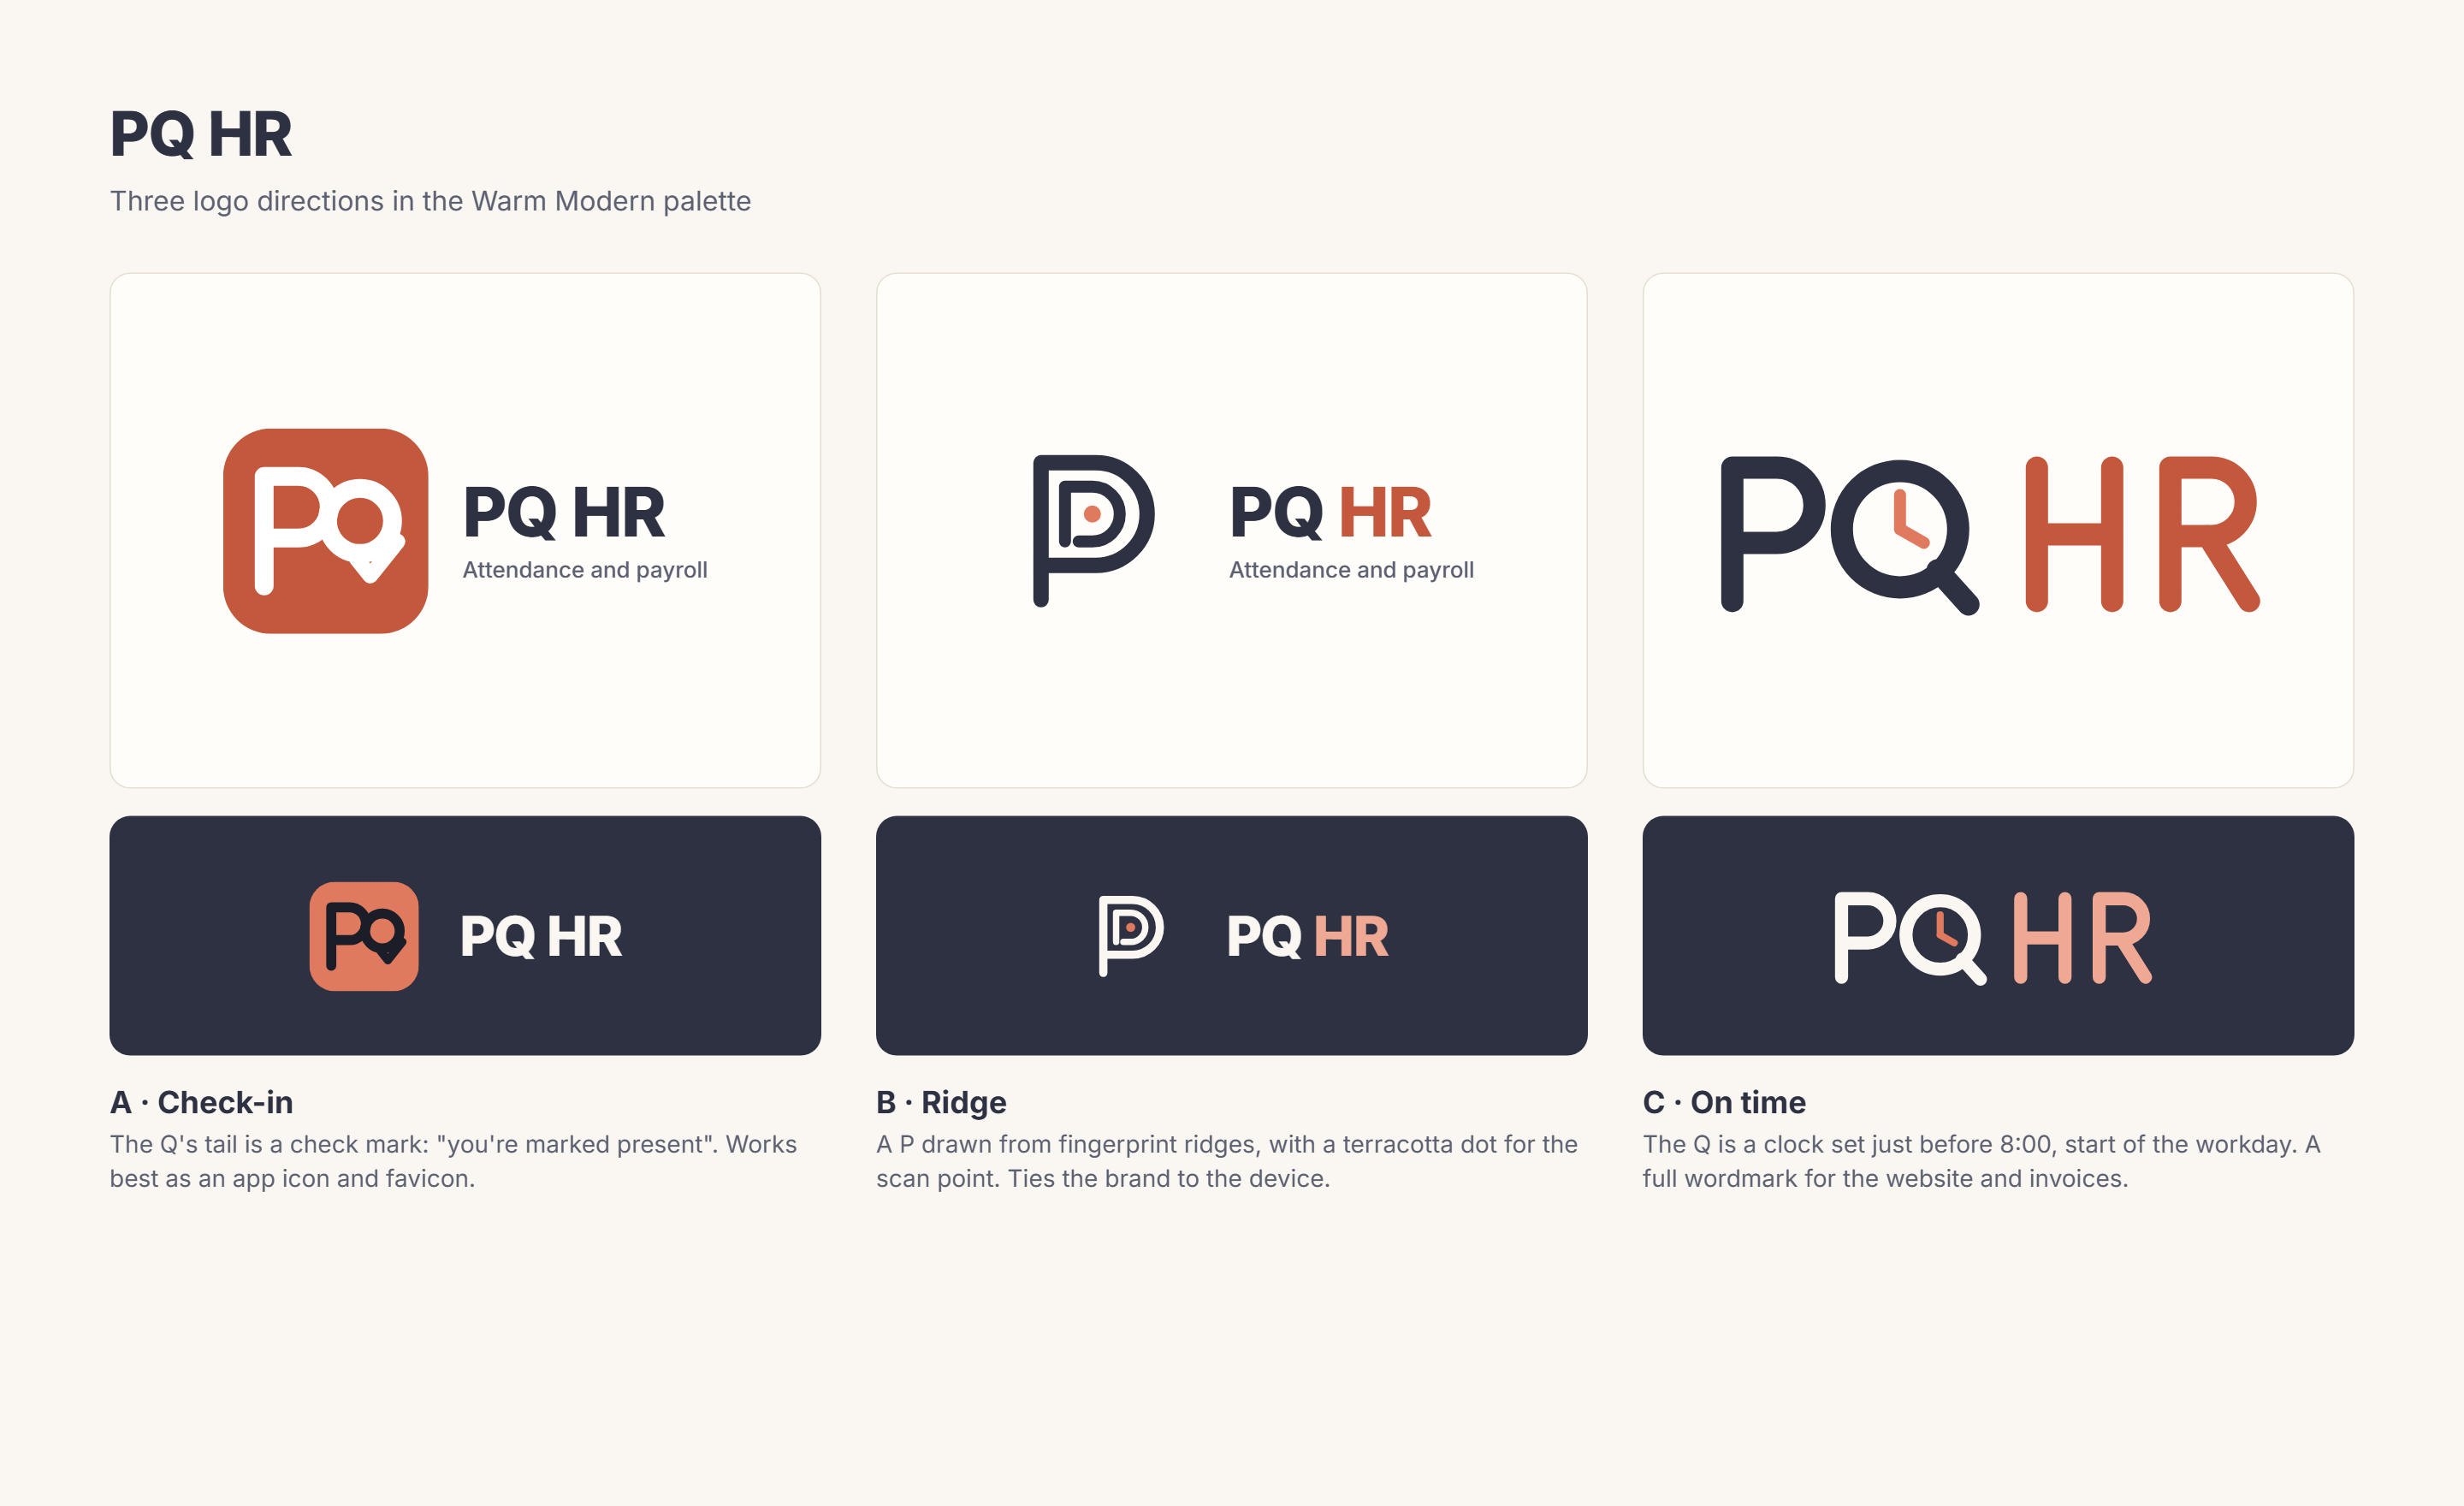 PQ HR
Three logo directions in the Warm Modern palette
PQ
PQ HR
Attendance and payroll
P
PQ HR
Attendance and payroll
PQ HR
PQ
PQ HR
P
PQ HR
PQ HR
A · Check-in
The Q's tail is a check mark: "you're marked present". Works
best as an app icon and favicon.
B · Ridge
A P drawn from fingerprint ridges, with a terracotta dot for the
scan point. Ties the brand to the device.
C · On time
The Q is a clock set just before 8:00, start of the workday. A
full wordmark for the website and invoices.